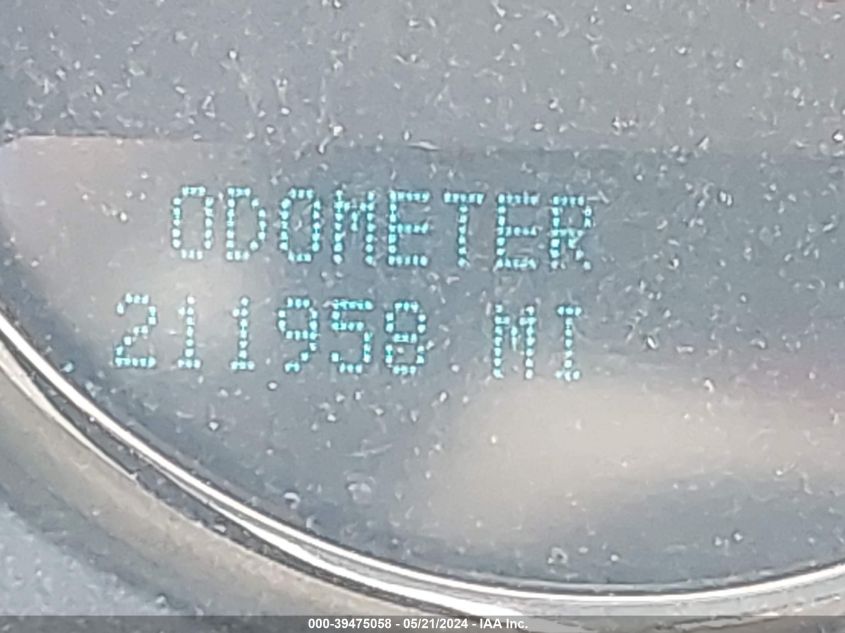 ODOMETER
211958 MI
000-39475058 - 05/21/2024 - IAA Inc.